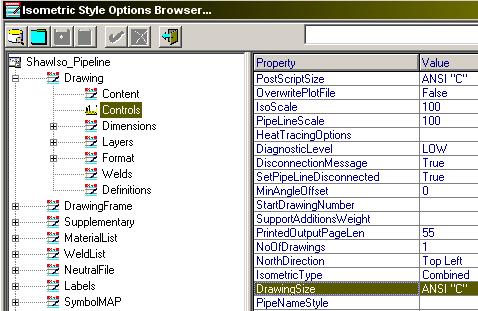 Isometric Style Options Browser...
ShawIso_Pipeline
Drawing
Content
Controls
Dimensions
Layers
Format
Welds
Definitions
DrawingFrame
Supplementary
MaterialList
WeldList
NeutralFile
Labels
SymbolMAP
Property Value
PostScriptSize ANSI "C"
OverwritePlotFile False
IsoScale 100
PipeLineScale 100
HeatTracingOptions
DiagnosticLevel LOW
DisconnectionMessage True
SetPipeLineDisconnected True
MinAngleOffset 0
StartDrawingNumber
SupportAdditionsWeight
PrintedOutputPageLen 55
NoOfDrawings 1
NorthDirection Top Left
IsometricType Combined
DrawingSize ANSI "C"
PipeNameStyle